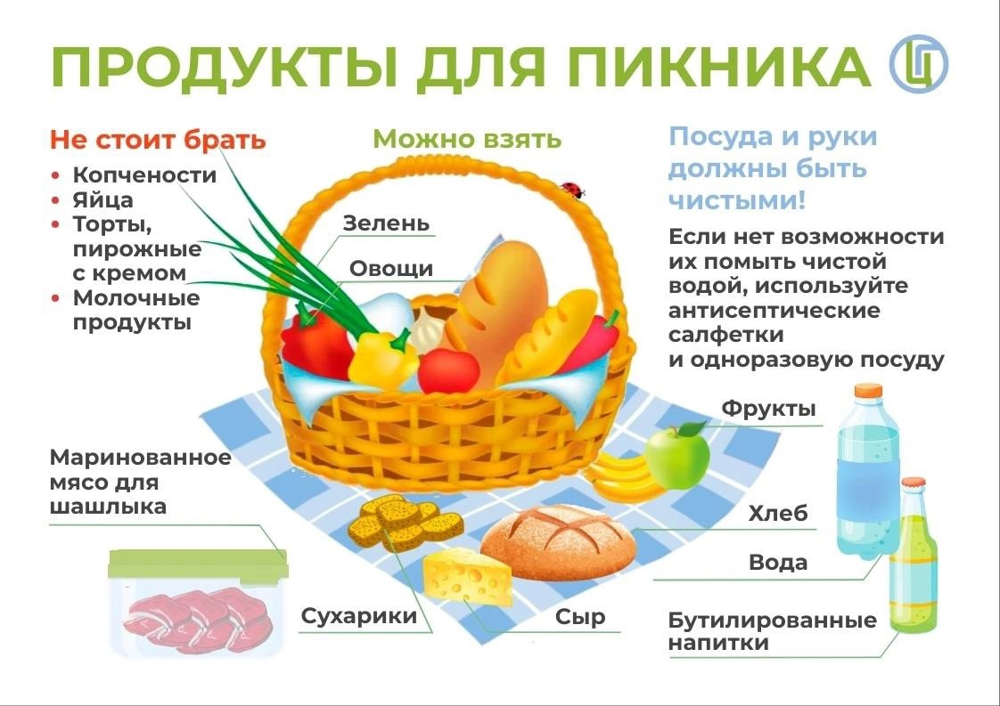 ПРОДУКТЫ ДЛЯ ПИКНИКА
Не стоит брать
• Копчености
• Яйца
• Торты,
пирожные
с кремом
• Молочные
продукты
Можно взять
Зелень
Овощи
Посуда и руки
должны быть
чистыми!
Если нет возможности
их помыть чистой
водой, используйте
антисептические
салфетки
и одноразовую посуду
Фрукты
Маринованное
мясо для
шашлыка
Хлеб
Вода
Сухарики
Сыр
Бутилированные
напитки